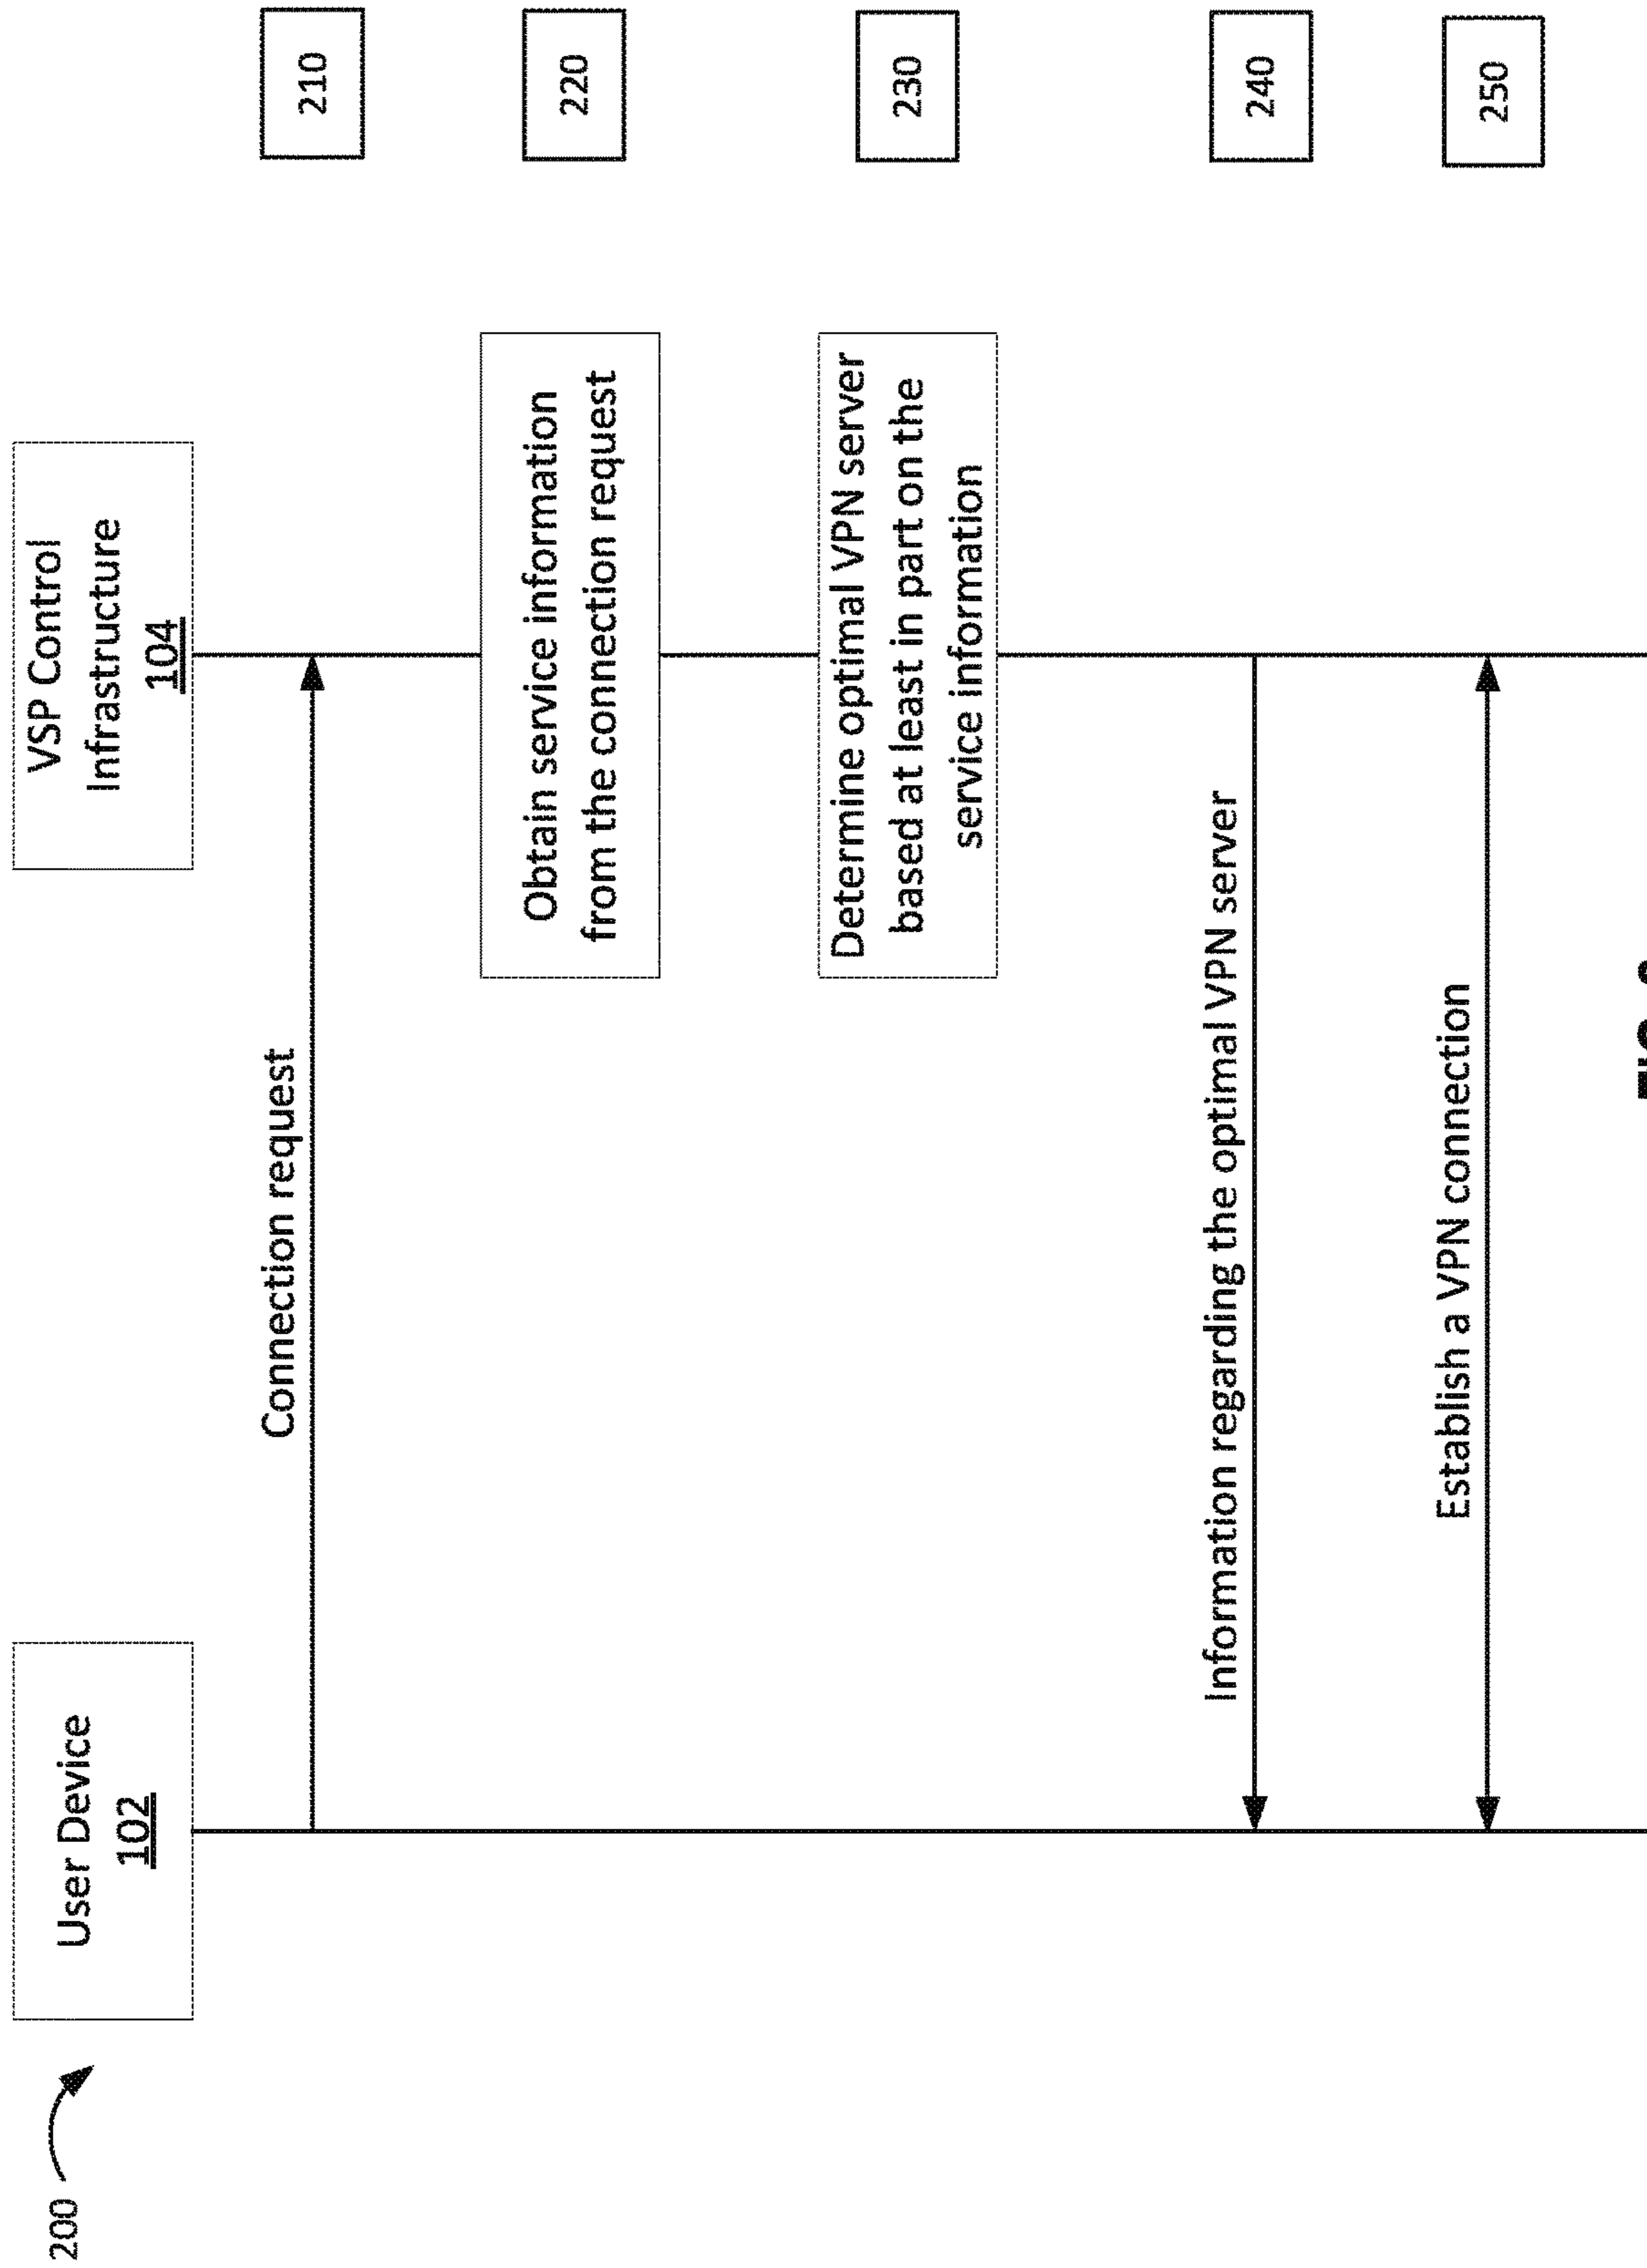 200
User Device
102
VSP Control
Infrastructure
104
Connection request
210
Obtain service information
from the connection request
220
Determine optimal VPN server
based at least in part on the
service information
230
Information regarding the optimal VPN server
240
Establish a VPN connection
250